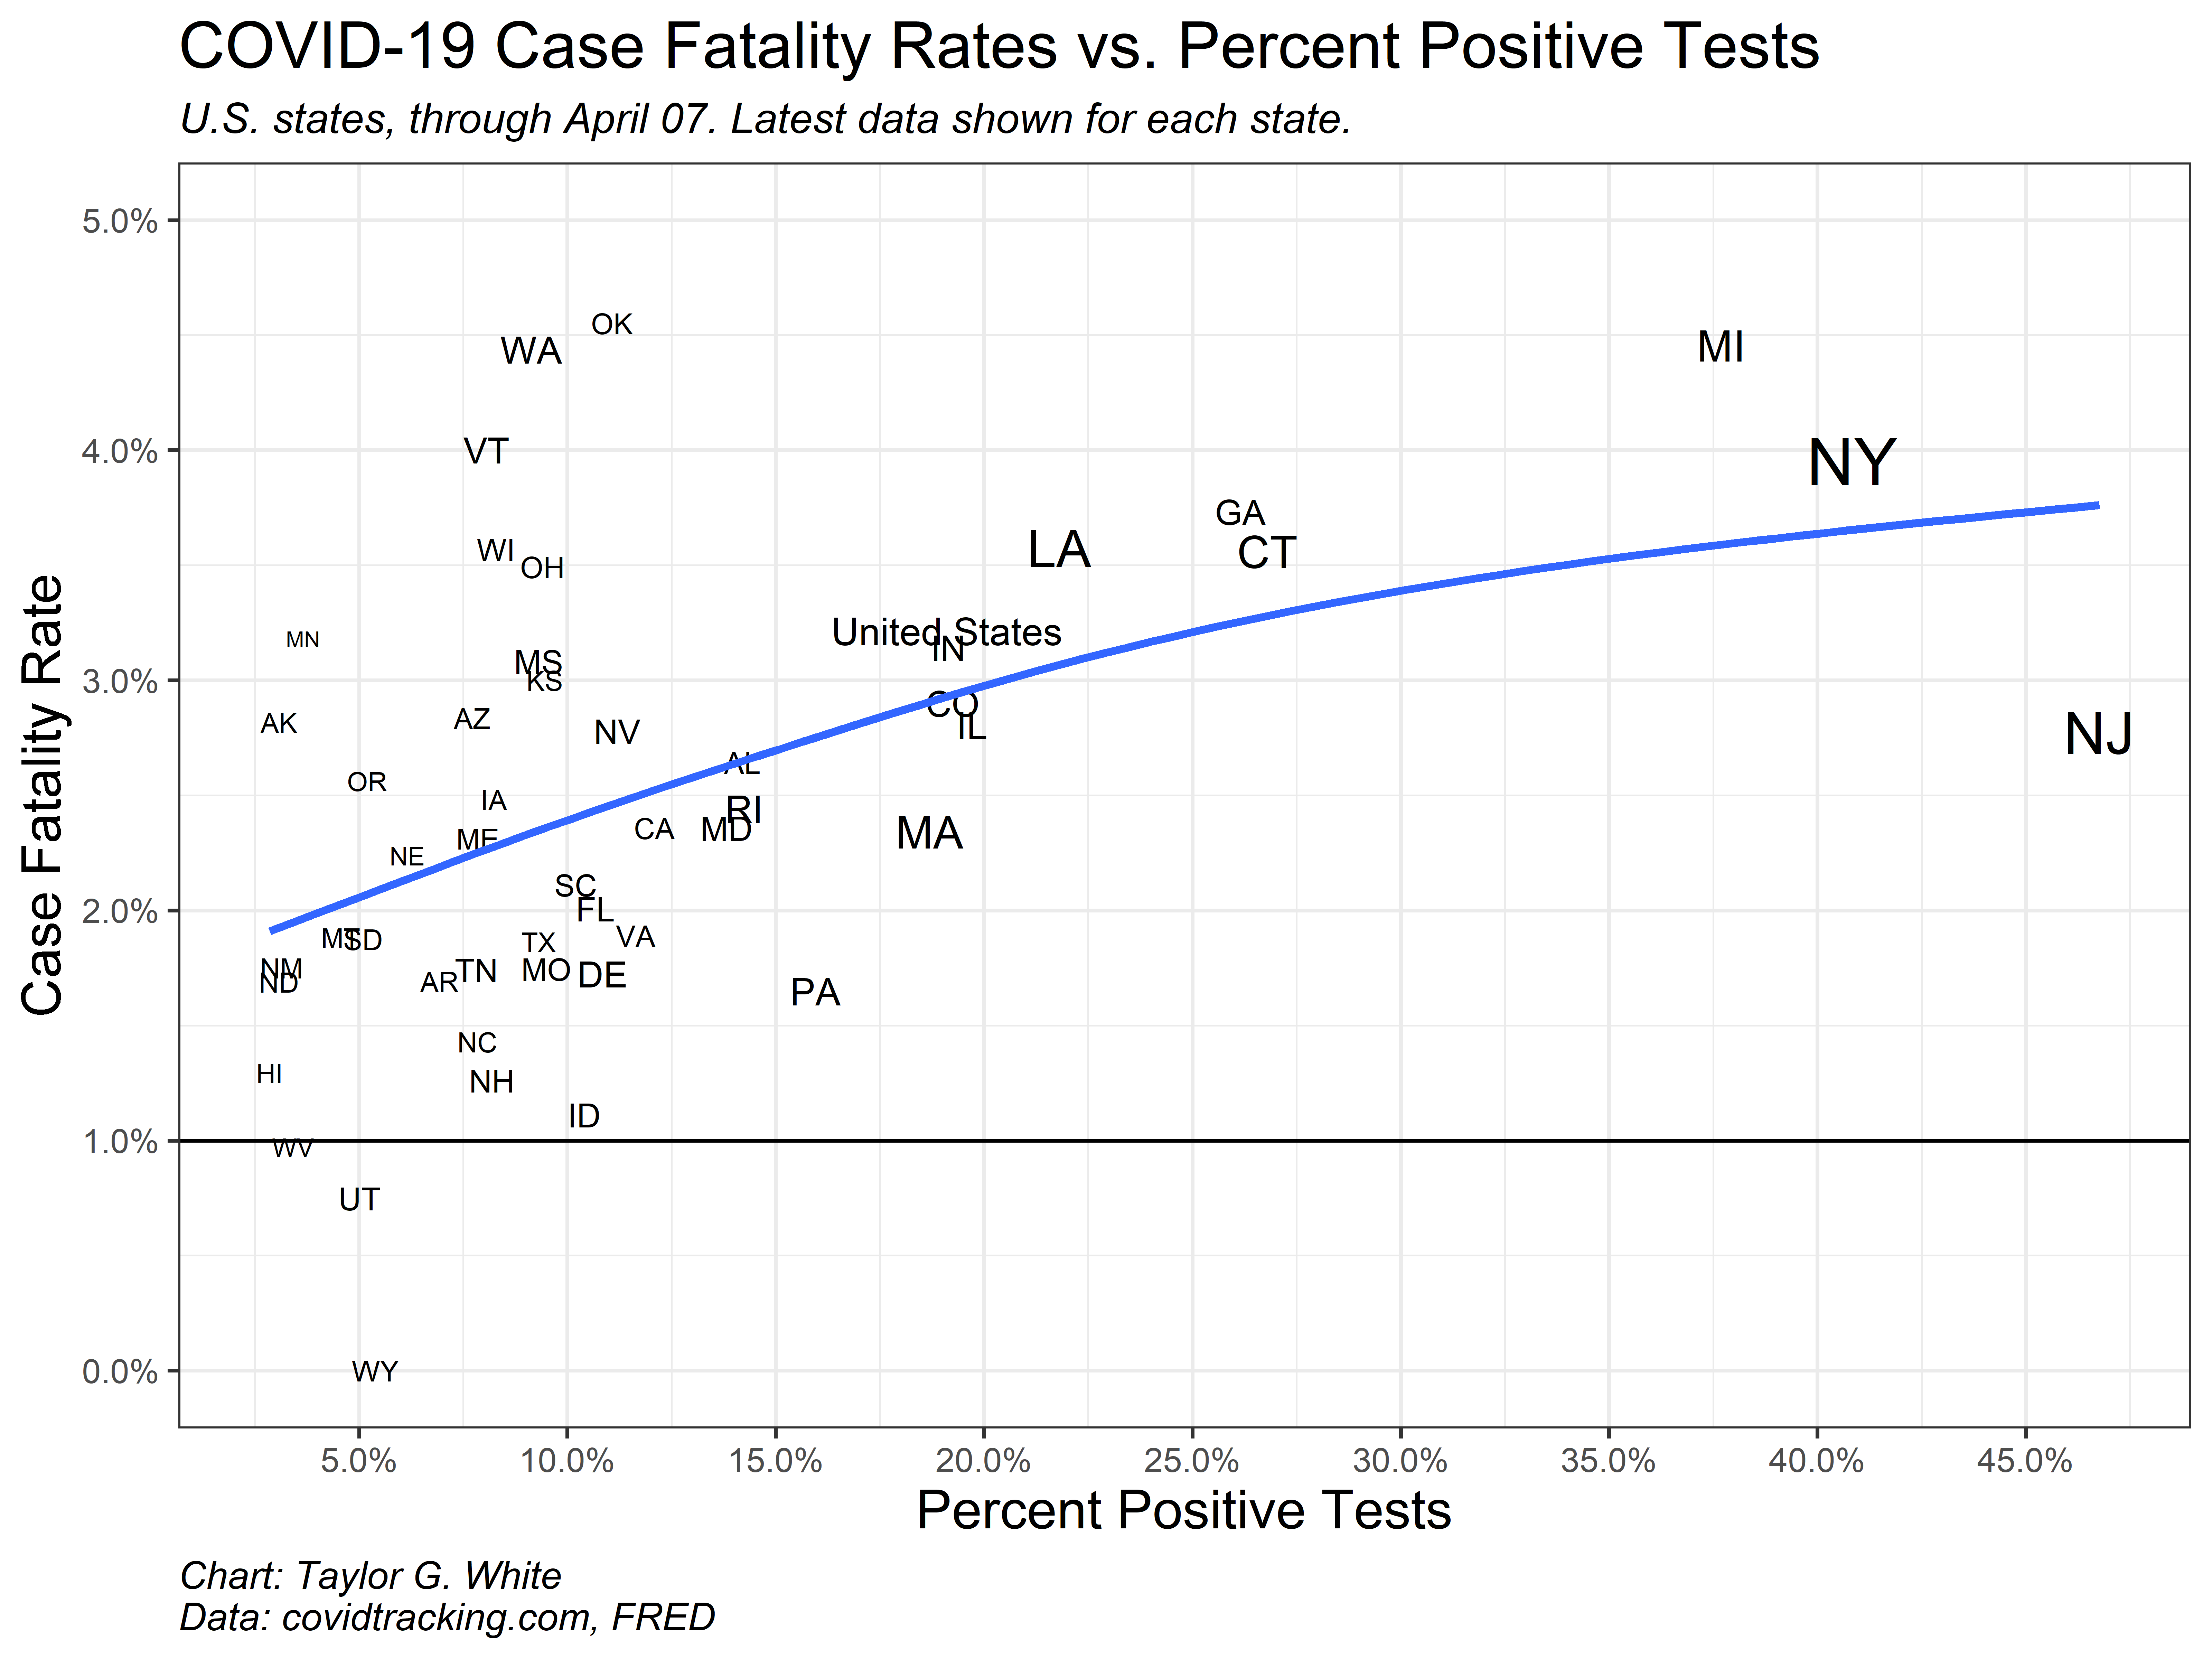 COVID-19 Case Fatality Rates vs. Percent Positive Tests
U.S. states, through April 07. Latest data shown for each state.
Case Fatality Rate
5.0%
4.0%
3.0%
2.0%
1.0%
0.0%
OK
WA
MI
VT
NY
GA
LA
CT
WI
OH
United States
MN
IN
MS
KS
CO
AK
AZ
NV
IL
NJ
AL
OR
IA
RI
CA
MD
MA
ME
NE
SC
FL
MT
SD
TX
VA
NM
ND
AR
TN
MO
DE
PA
NC
HI
NH
ID
WV
UT
WY
5.0%
10.0%
15.0%
20.0%
25.0%
30.0%
35.0%
40.0%
45.0%
Percent Positive Tests
Chart: Taylor G. White
Data: covidtracking.com, FRED